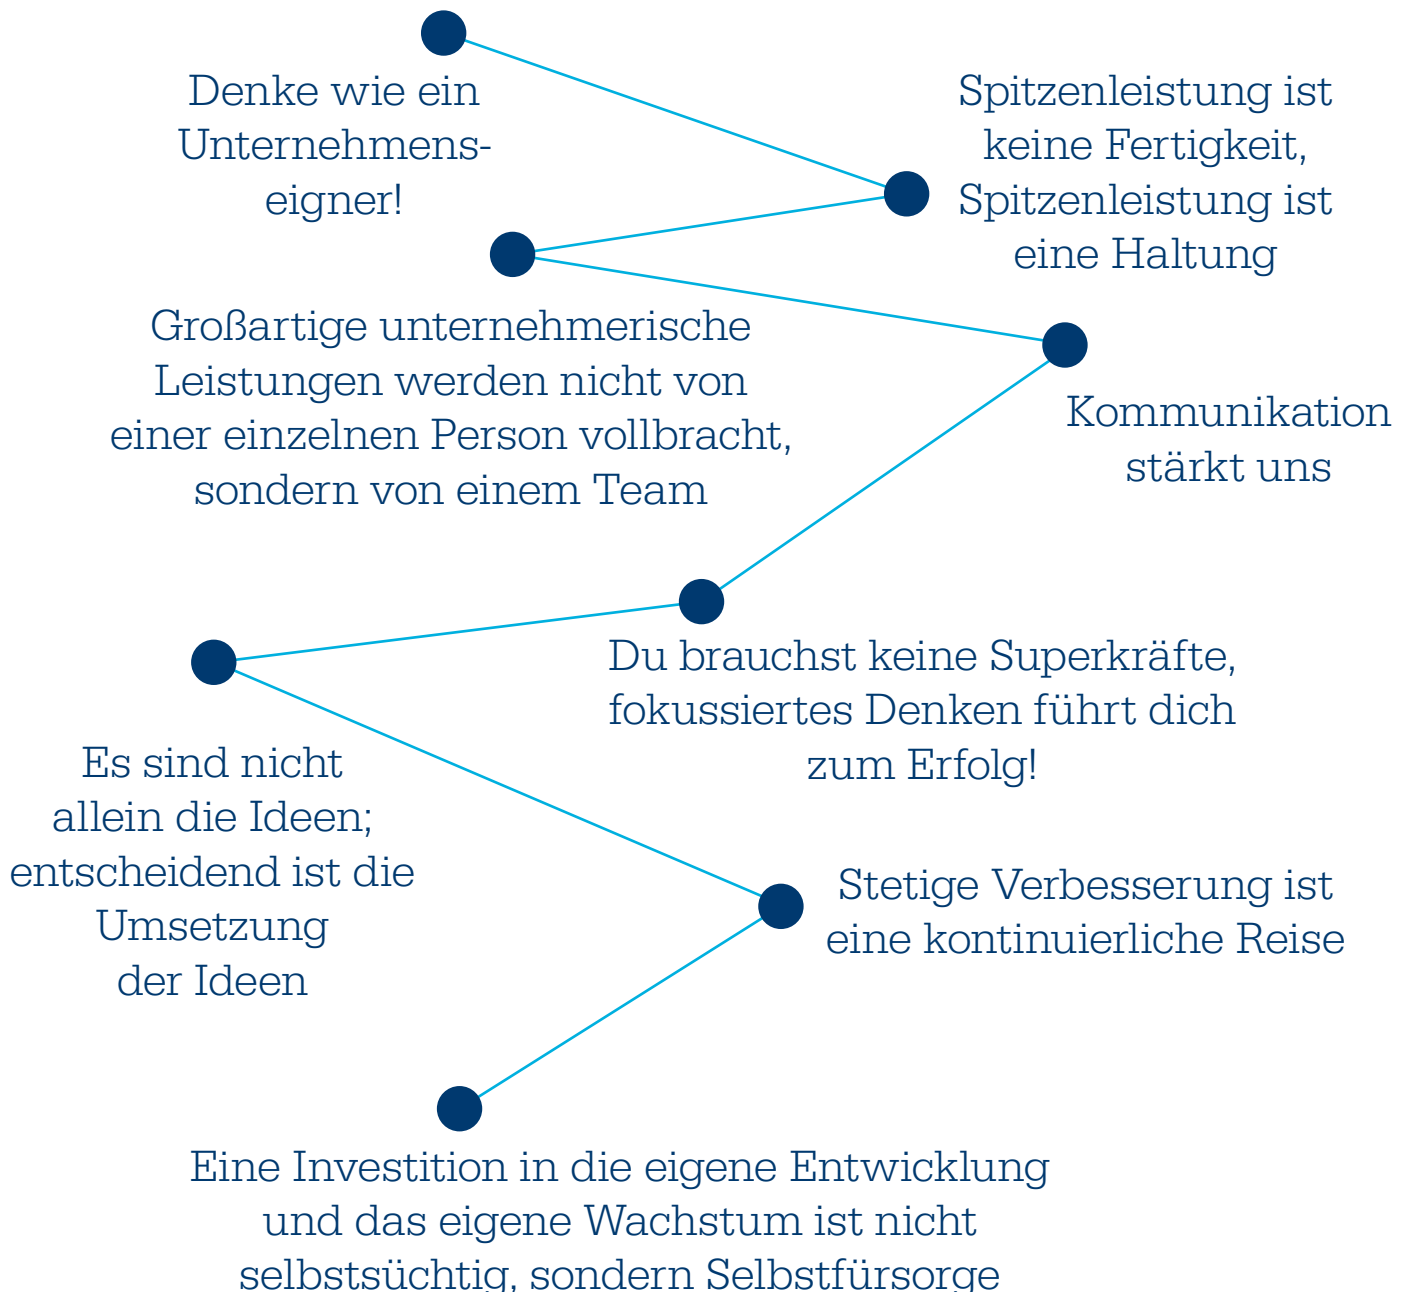 Denke wie ein
Unternehmens-
eigner!
Spitzenleistung ist
keine Fertigkeit,
Spitzenleistung ist
eine Haltung
Großartige unternehmerische
Leistungen werden nicht von
einer einzelnen Person vollbracht,
sondern von einem Team
Kommunikation
stärkt uns
Du brauchst keine Superkräfte,
fokussiertes Denken führt dich
zum Erfolg!
Es sind nicht
allein die Ideen;
entscheidend ist die
Umsetzung
der Ideen
Stetige Verbesserung ist
eine kontinuierliche Reise
Eine Investition in die eigene Entwicklung
und das eigene Wachstum ist nicht
selbstsüchtig, sondern Selbstfürsorge